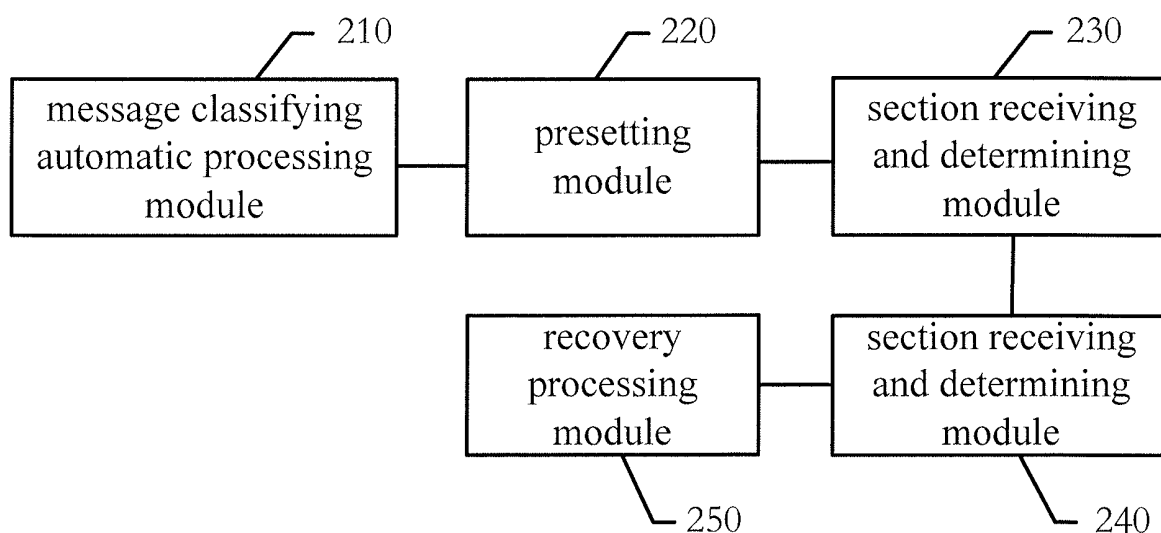 210
220
230
message classifying
automatic processing
module
presetting
module
section receiving
and determining
module
recovery
processing
module
section receiving
and determining
module
250
240